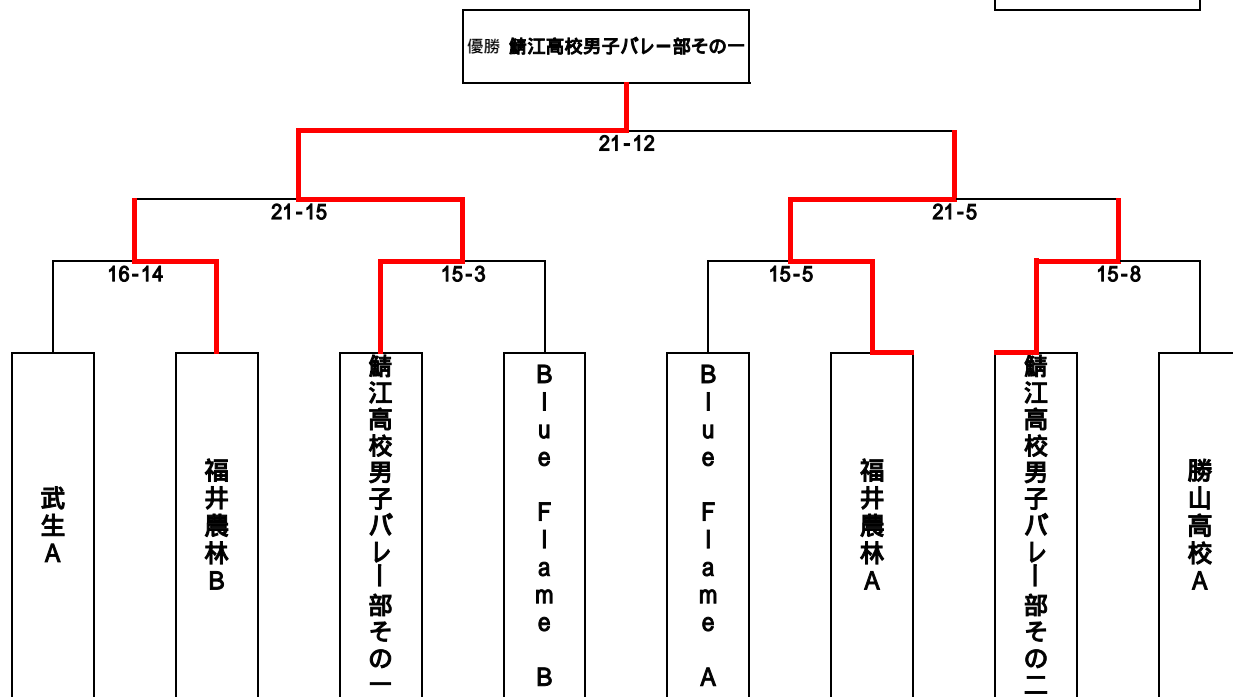 優勝 鯖江高校男子バレー部その一
21-12
21-15
21-5
16-14
15-3
15-5
15-8
武生A
福井農林B
鯖江高校男子バレー部その一
Blue Flame B
Blue Flame A
福井農林A
鯖江高校男子バレー部その二
勝山高校A